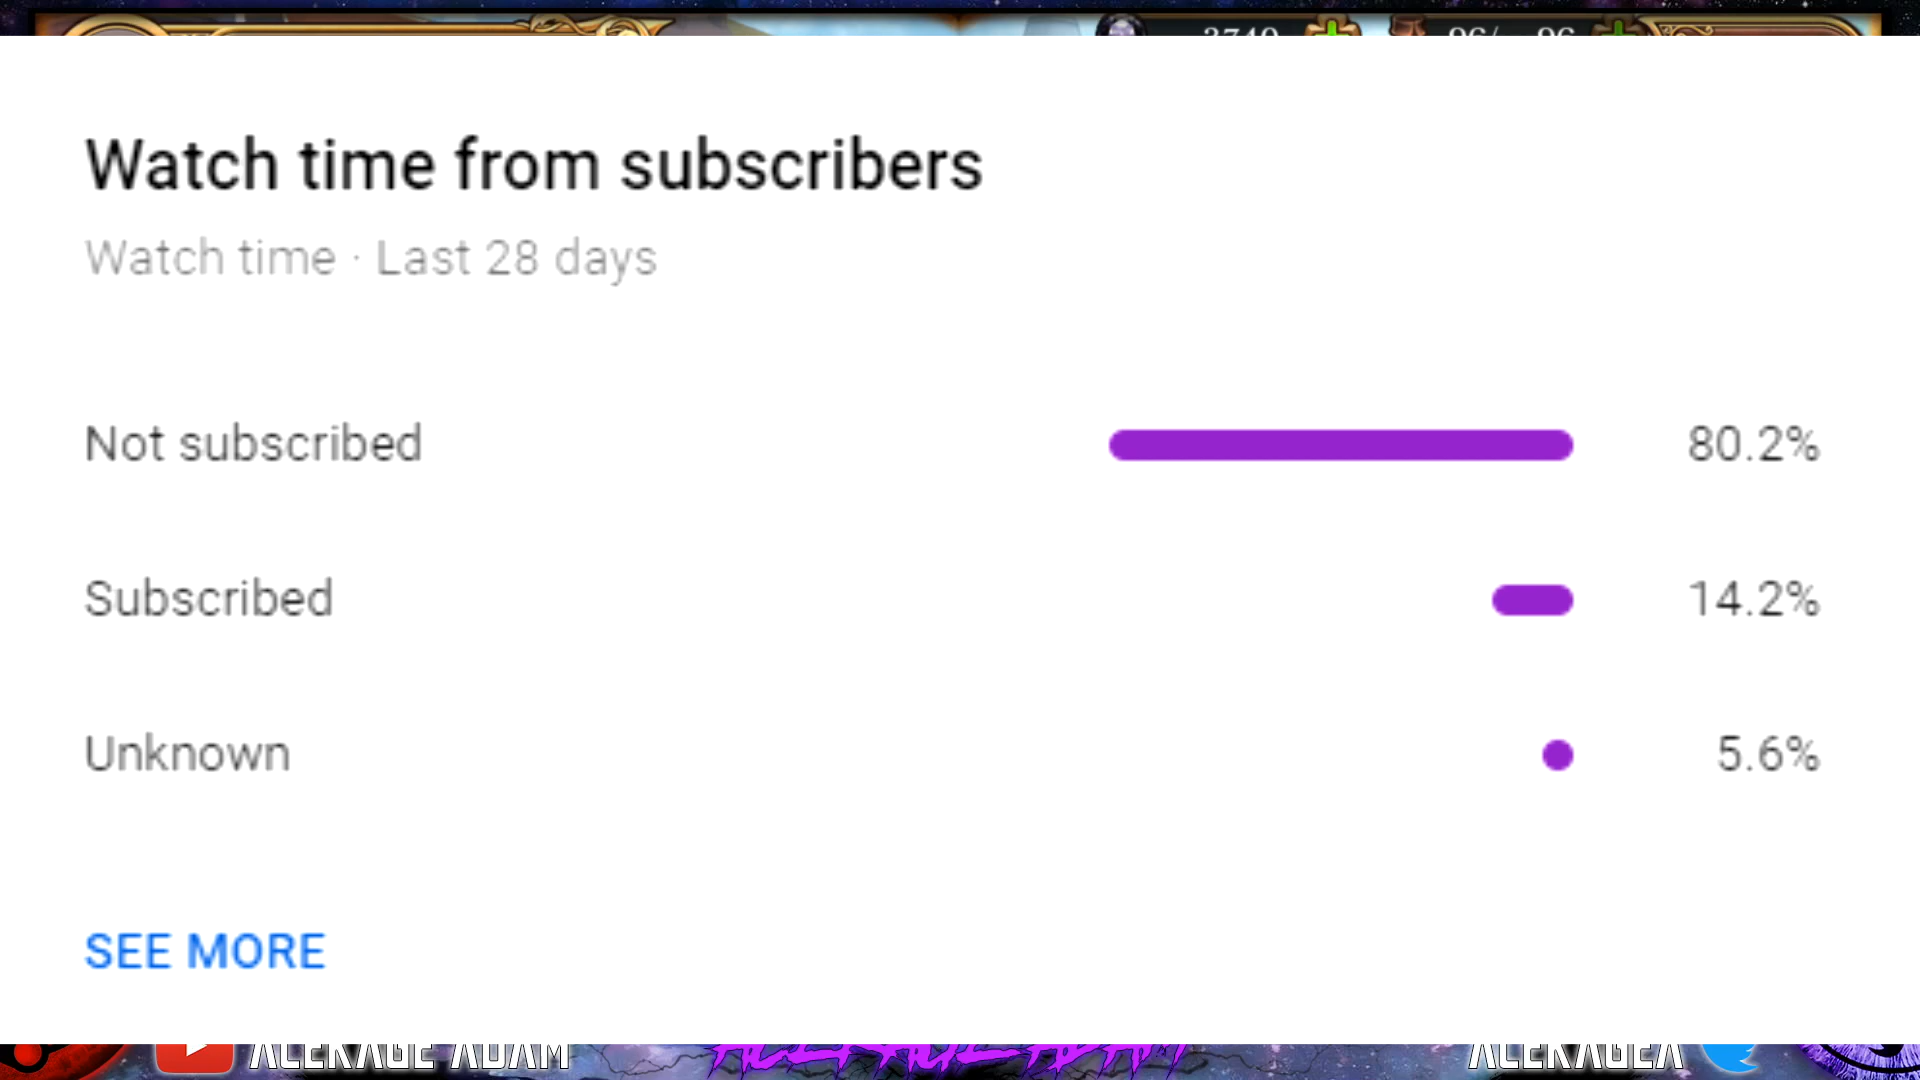 Watch time from subscribers
Watch time · Last 28 days
Not subscribed 80.2%
Subscribed 14.2%
Unknown 5.6%
SEE MORE